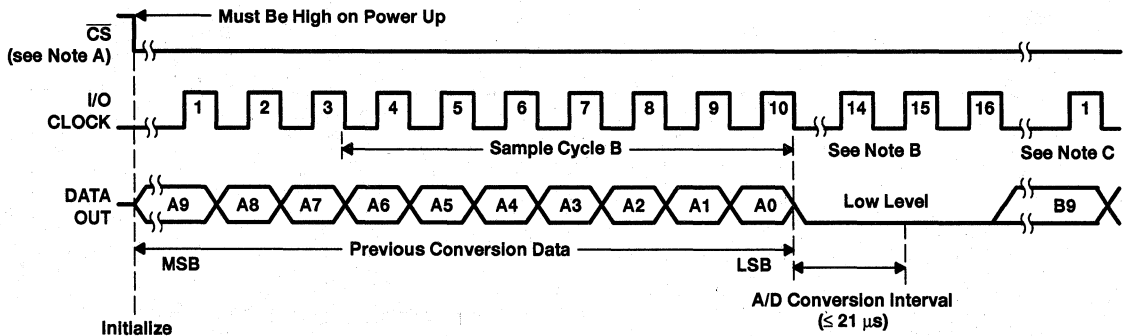 Must Be High on Power Up
CS
(see Note A)
I/O
CLOCK
1 2 3 4 5 6 7 8 9 10 14 15 16 1
Sample Cycle B
See Note B
See Note C
DATA
OUT
A9 A8 A7 A6 A5 A4 A3 A2 A1 A0 Low Level B9
Previous Conversion Data
MSB
LSB
A/D Conversion Interval
(≤ 21 μs)
Initialize